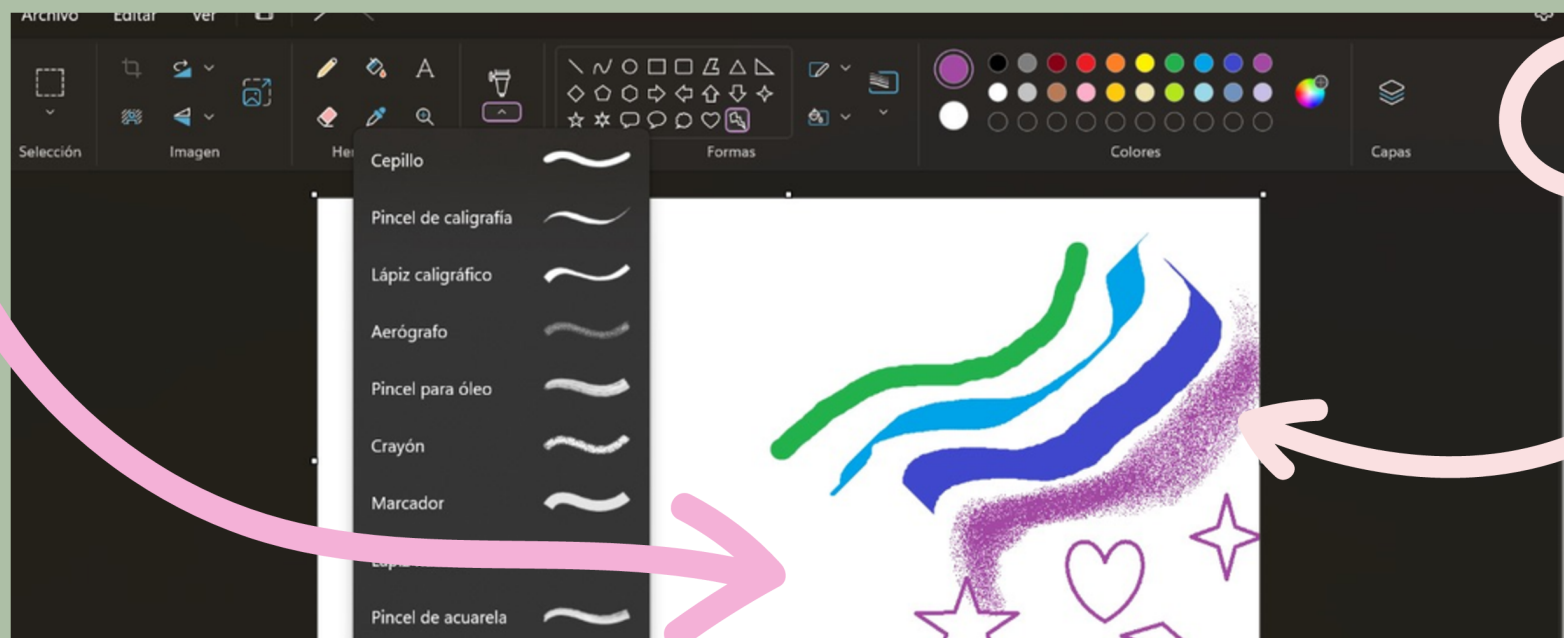 Archivo Editar Ver
Selección Imagen Formas Colores Capas
Cepillo
Pincel de caligrafía
Lápiz caligráfico
Aerógrafo
Pincel para óleo
Crayón
Marcador
Pincel de acuarela